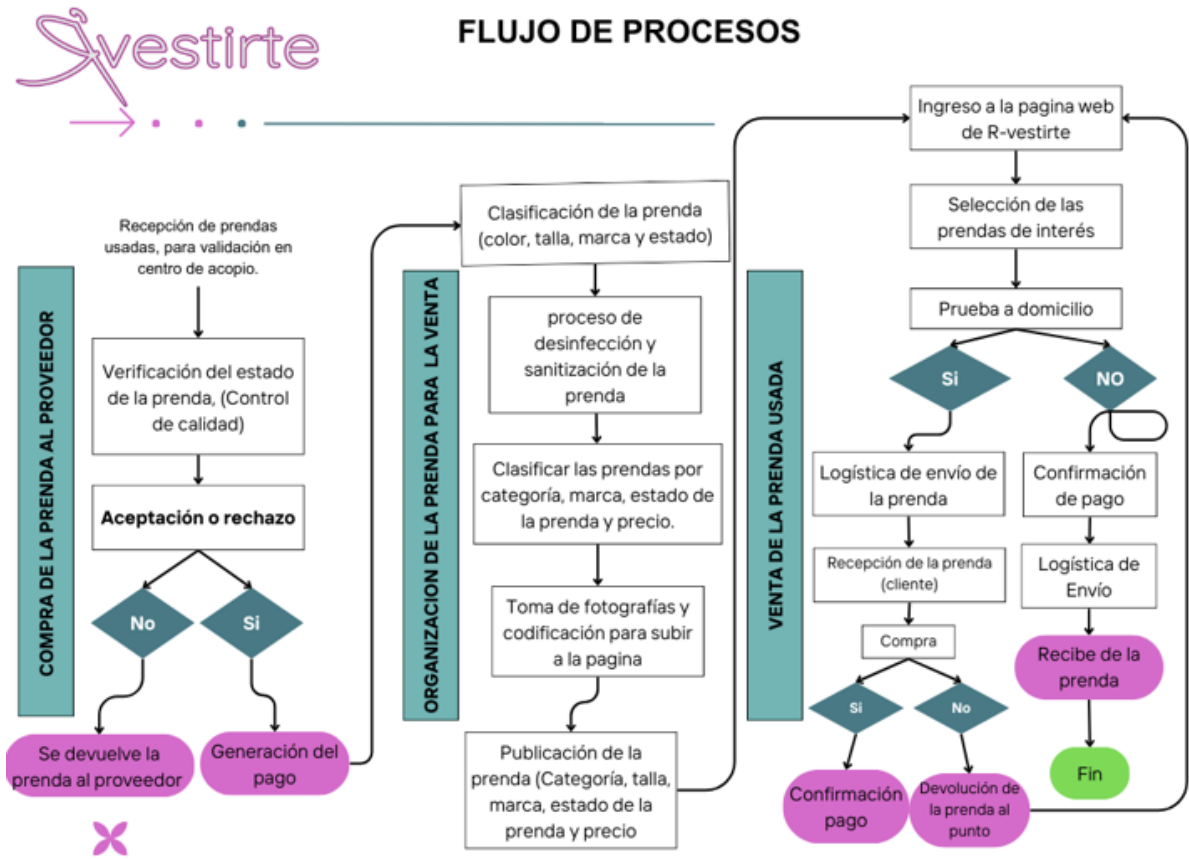 Rvestirte
FLUJO DE PROCESOS
COMPRA DE LA PRENDA AL PROVEEDOR
Recepción de prendas
usadas, para validación en
centro de acopio.
Verificación del estado
de la prenda, (Control
de calidad)
Aceptación o rechazo
No
Si
Se devuelve la
prenda al proveedor
Generación del
pago
ORGANIZACION DE LA PRENDA PARA LA VENTA
Clasificación de la prenda
(color, talla, marca y estado)
proceso de
desinfección y
sanitización de la
prenda
Clasificar las prendas por
categoría, marca, estado de
la prenda y precio.
Toma de fotografías y
codificación para subir
a la pagina
Publicación de la
prenda (Categoría, talla,
marca, estado de la
prenda y precio
VENTA DE LA PRENDA USADA
Ingreso a la pagina web
de R-vestirte
Selección de las
prendas de interés
Prueba a domicilio
Si
NO
Logística de envío de
la prenda
Recepción de la prenda
(cliente)
Compra
Si
No
Confirmación
pago
Devolución de
la prenda al
punto
Confirmación
de pago
Logística de
Envío
Recibe de la
prenda
Fin